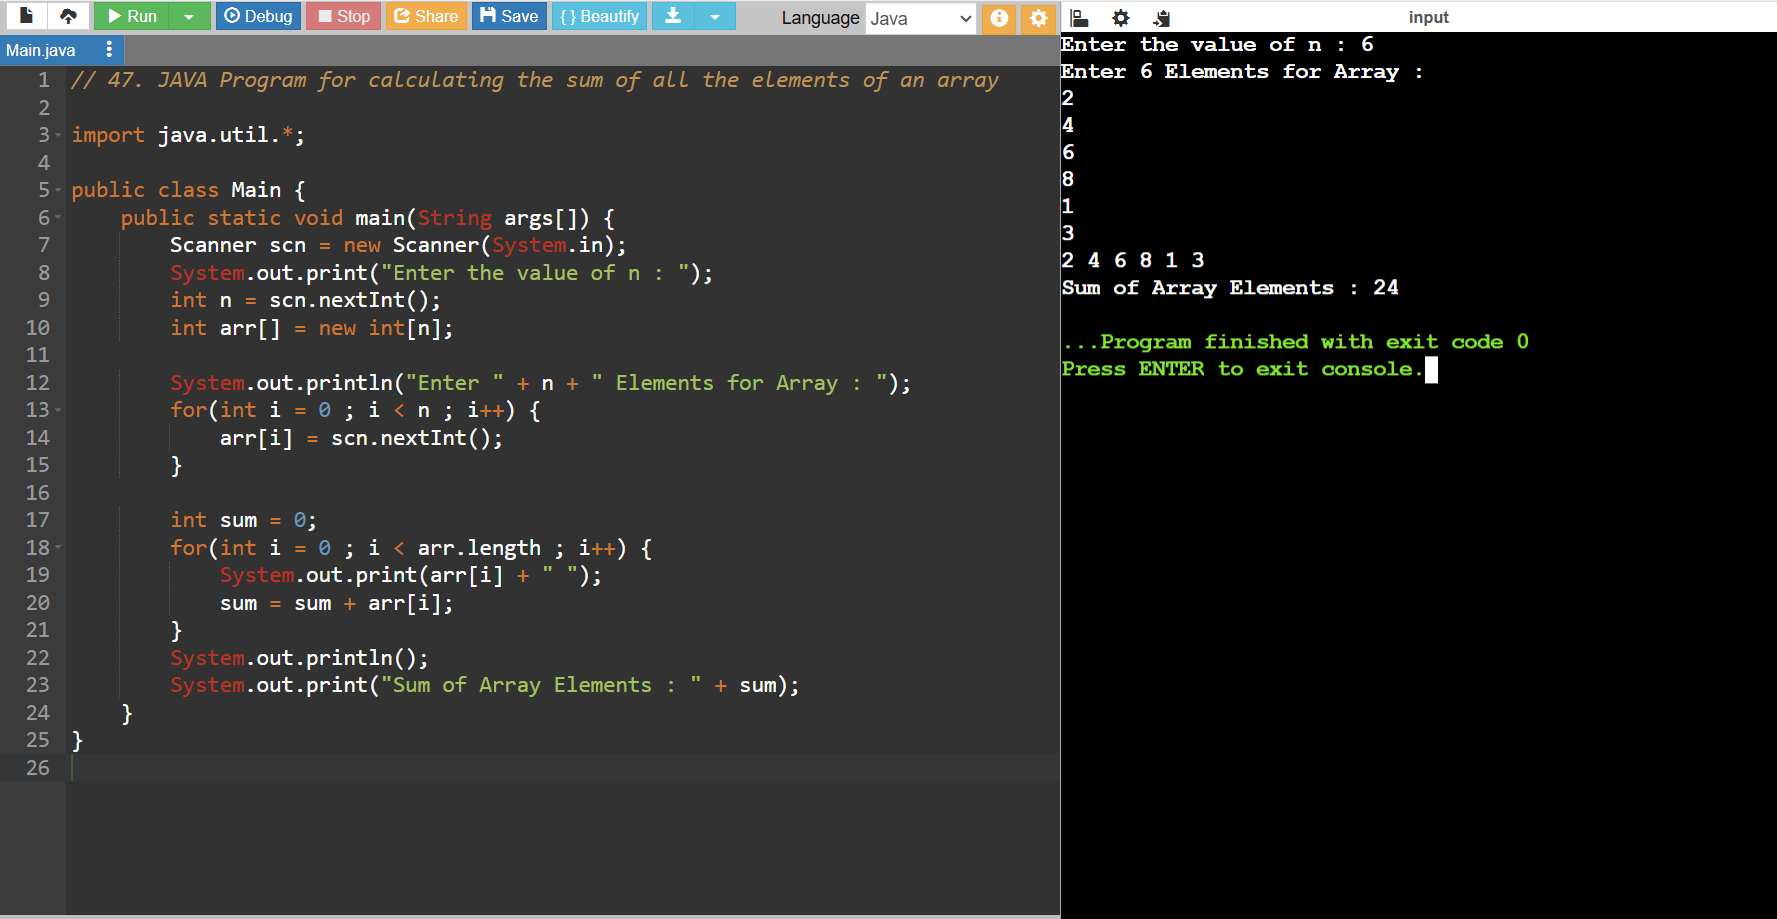 Run Debug Stop Share Save { } Beautify Language Java
Main.java
1 // 47. JAVA Program for calculating the sum of all the elements of an array
2
3 import java.util.*;
4
5 public class Main {
6     public static void main(String args[]) {
7         Scanner scn = new Scanner(System.in);
8         System.out.print("Enter the value of n : ");
9         int n = scn.nextInt();
10         int arr[] = new int[n];
11
12         System.out.println("Enter " + n + " Elements for Array : ");
13         for(int i = 0 ; i < n ; i++) {
14             arr[i] = scn.nextInt();
15         }
16
17         int sum = 0;
18         for(int i = 0 ; i < arr.length ; i++) {
19             System.out.print(arr[i] + " ");
20             sum = sum + arr[i];
21         }
22         System.out.println();
23         System.out.print("Sum of Array Elements : " + sum);
24     }
25 }
26
input
Enter the value of n : 6
Enter 6 Elements for Array :
2
4
6
8
1
3
2 4 6 8 1 3
Sum of Array Elements : 24
...Program finished with exit code 0
Press ENTER to exit console.